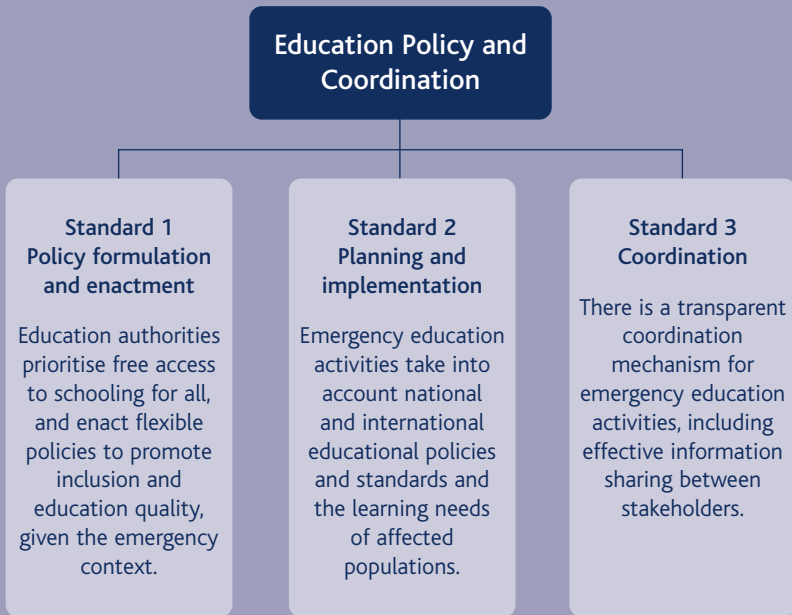 Education Policy and
Coordination
Standard 1
Policy formulation
and enactment
Education authorities
prioritise free access
to schooling for all,
and enact flexible
policies to promote
inclusion and
education quality,
given the emergency
context.
Standard 2
Planning and
implementation
Emergency education
activities take into
account national
and international
educational policies
and standards and
the learning needs
of affected
populations.
Standard 3
Coordination
There is a transparent
coordination
mechanism for
emergency education
activities, including
effective information
sharing between
stakeholders.